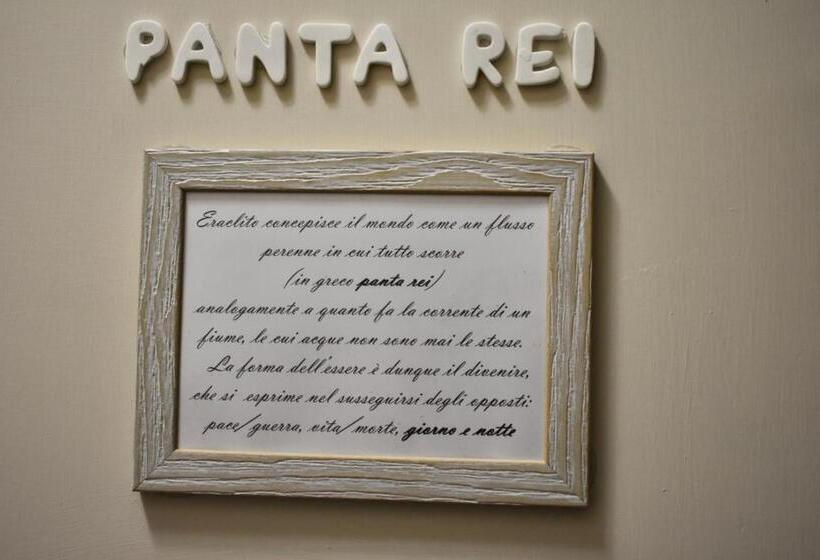 PANTA REI
Eraclito concepisce il mondo come un flusso
perenne in cui tutto scorre
(in greco panta rei)
analogamente a quanto fa la corrente di un
fiume, le cui acque non sono mai le stesse.
La forma dell'essere è dunque il divenire,
che si esprime nel susseguirsi degli opposti:
pace/guerra, vita/morte, giorno e notte